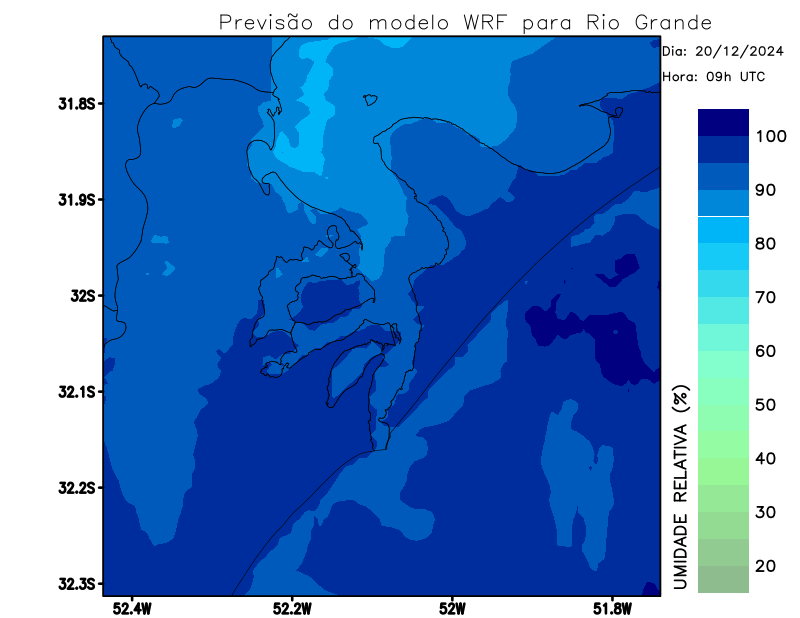 Previsão do modelo WRF para Rio Grande
Dia: 20/12/2024
Hora: 09h UTC
31.8S
31.9S
32S
32.1S
32.2S
32.3S
52.4W
52.2W
52W
51.8W
100
90
80
70
60
50
40
30
20
UMIDADE RELATIVA (%)